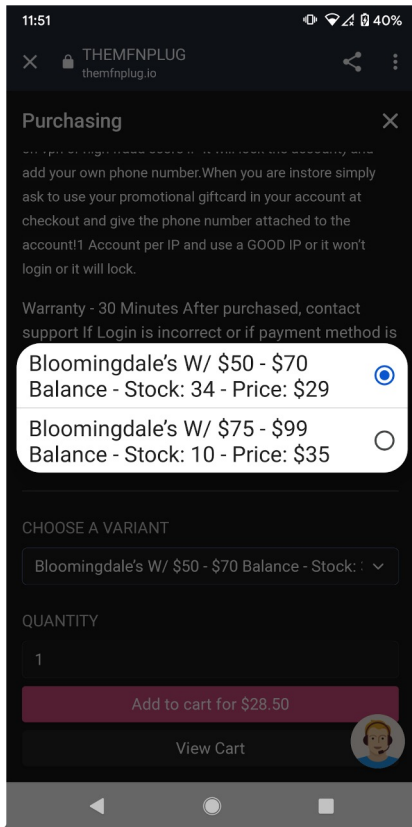 11:51
40%
THEMFNPLUG
themfnplug.io
Purchasing
add your own phone number.When you are instore simply
ask to use your promotional giftcard in your account at
checkout and give the phone number attached to the
account!1 Account per IP and use a GOOD IP or it won't
login or it will lock.
Warranty - 30 Minutes After purchased, contact
support If Login is incorrect or if payment method is
Bloomingdale's W/ $50 - $70
Balance - Stock: 34 - Price: $29
Bloomingdale's W/ $75 - $99
Balance - Stock: 10 - Price: $35
CHOOSE A VARIANT
Bloomingdale's W/ $50 - $70 Balance - Stock:
QUANTITY
1
Add to cart for $28.50
View Cart